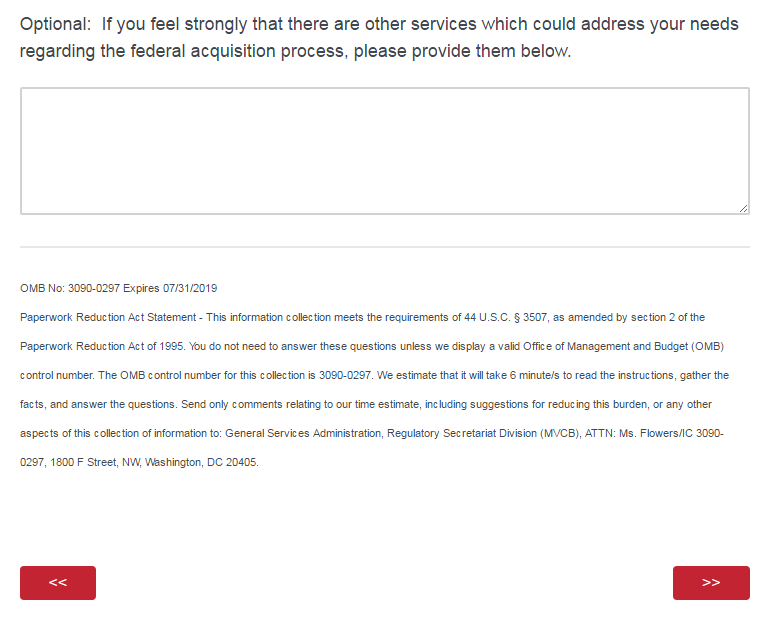 Optional:  If you feel strongly that there are other services which could address your needs
regarding the federal acquisition process, please provide them below.
OMB No: 3090-0297 Expires 07/31/2019
Paperwork Reduction Act Statement - This information collection meets the requirements of 44 U.S.C. § 3507, as amended by section 2 of the
Paperwork Reduction Act of 1995. You do not need to answer these questions unless we display a valid Office of Management and Budget (OMB)
control number. The OMB control number for this collection is 3090-0297. We estimate that it will take 6 minute/s to read the instructions, gather the
facts, and answer the questions. Send only comments relating to our time estimate, including suggestions for reducing this burden, or any other
aspects of this collection of information to: General Services Administration, Regulatory Secretariat Division (MVCB), ATTN: Ms. Flowers/IC 3090-
0297, 1800 F Street, NW, Washington, DC 20405.
<< >>